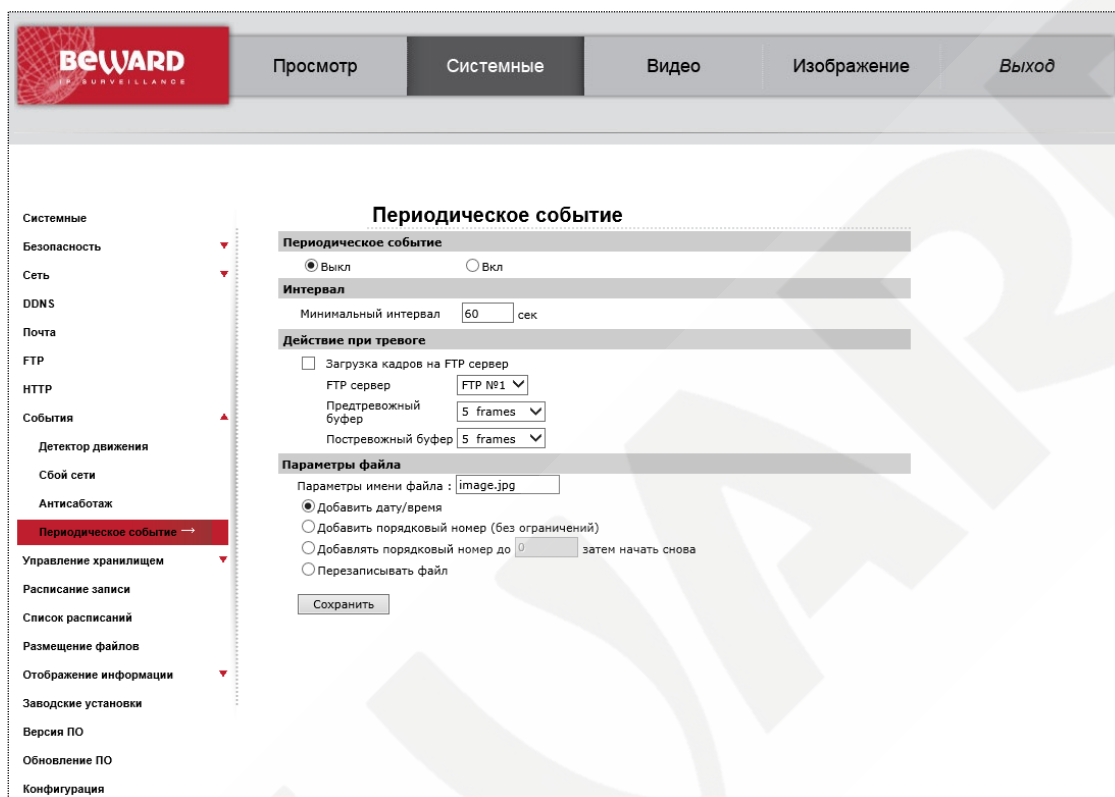 BEWARD
IP SURVEILLANCE
Просмотр
Системные
Видео
Изображение
Выход
Системные
Безопасность
Сеть
DDNS
Почта
FTP
HTTP
События
Детектор движения
Сбой сети
Антисаботаж
Периодическое событие →
Управление хранилищем
Расписание записи
Список расписаний
Размещение файлов
Отображение информации
Заводские установки
Версия ПО
Обновление ПО
Конфигурация
Периодическое событие
Периодическое событие
Выкл Вкл
Интервал
Минимальный интервал 60 сек
Действие при тревоге
Загрузка кадров на FTP сервер
FTP сервер FTP №1
Предтревожный
буфер 5 frames
Постревожный буфер 5 frames
Параметры файла
Параметры имени файла : image.jpg
Добавить дату/время
Добавить порядковый номер (без ограничений)
Добавлять порядковый номер до 0 затем начать снова
Перезаписывать файл
Сохранить